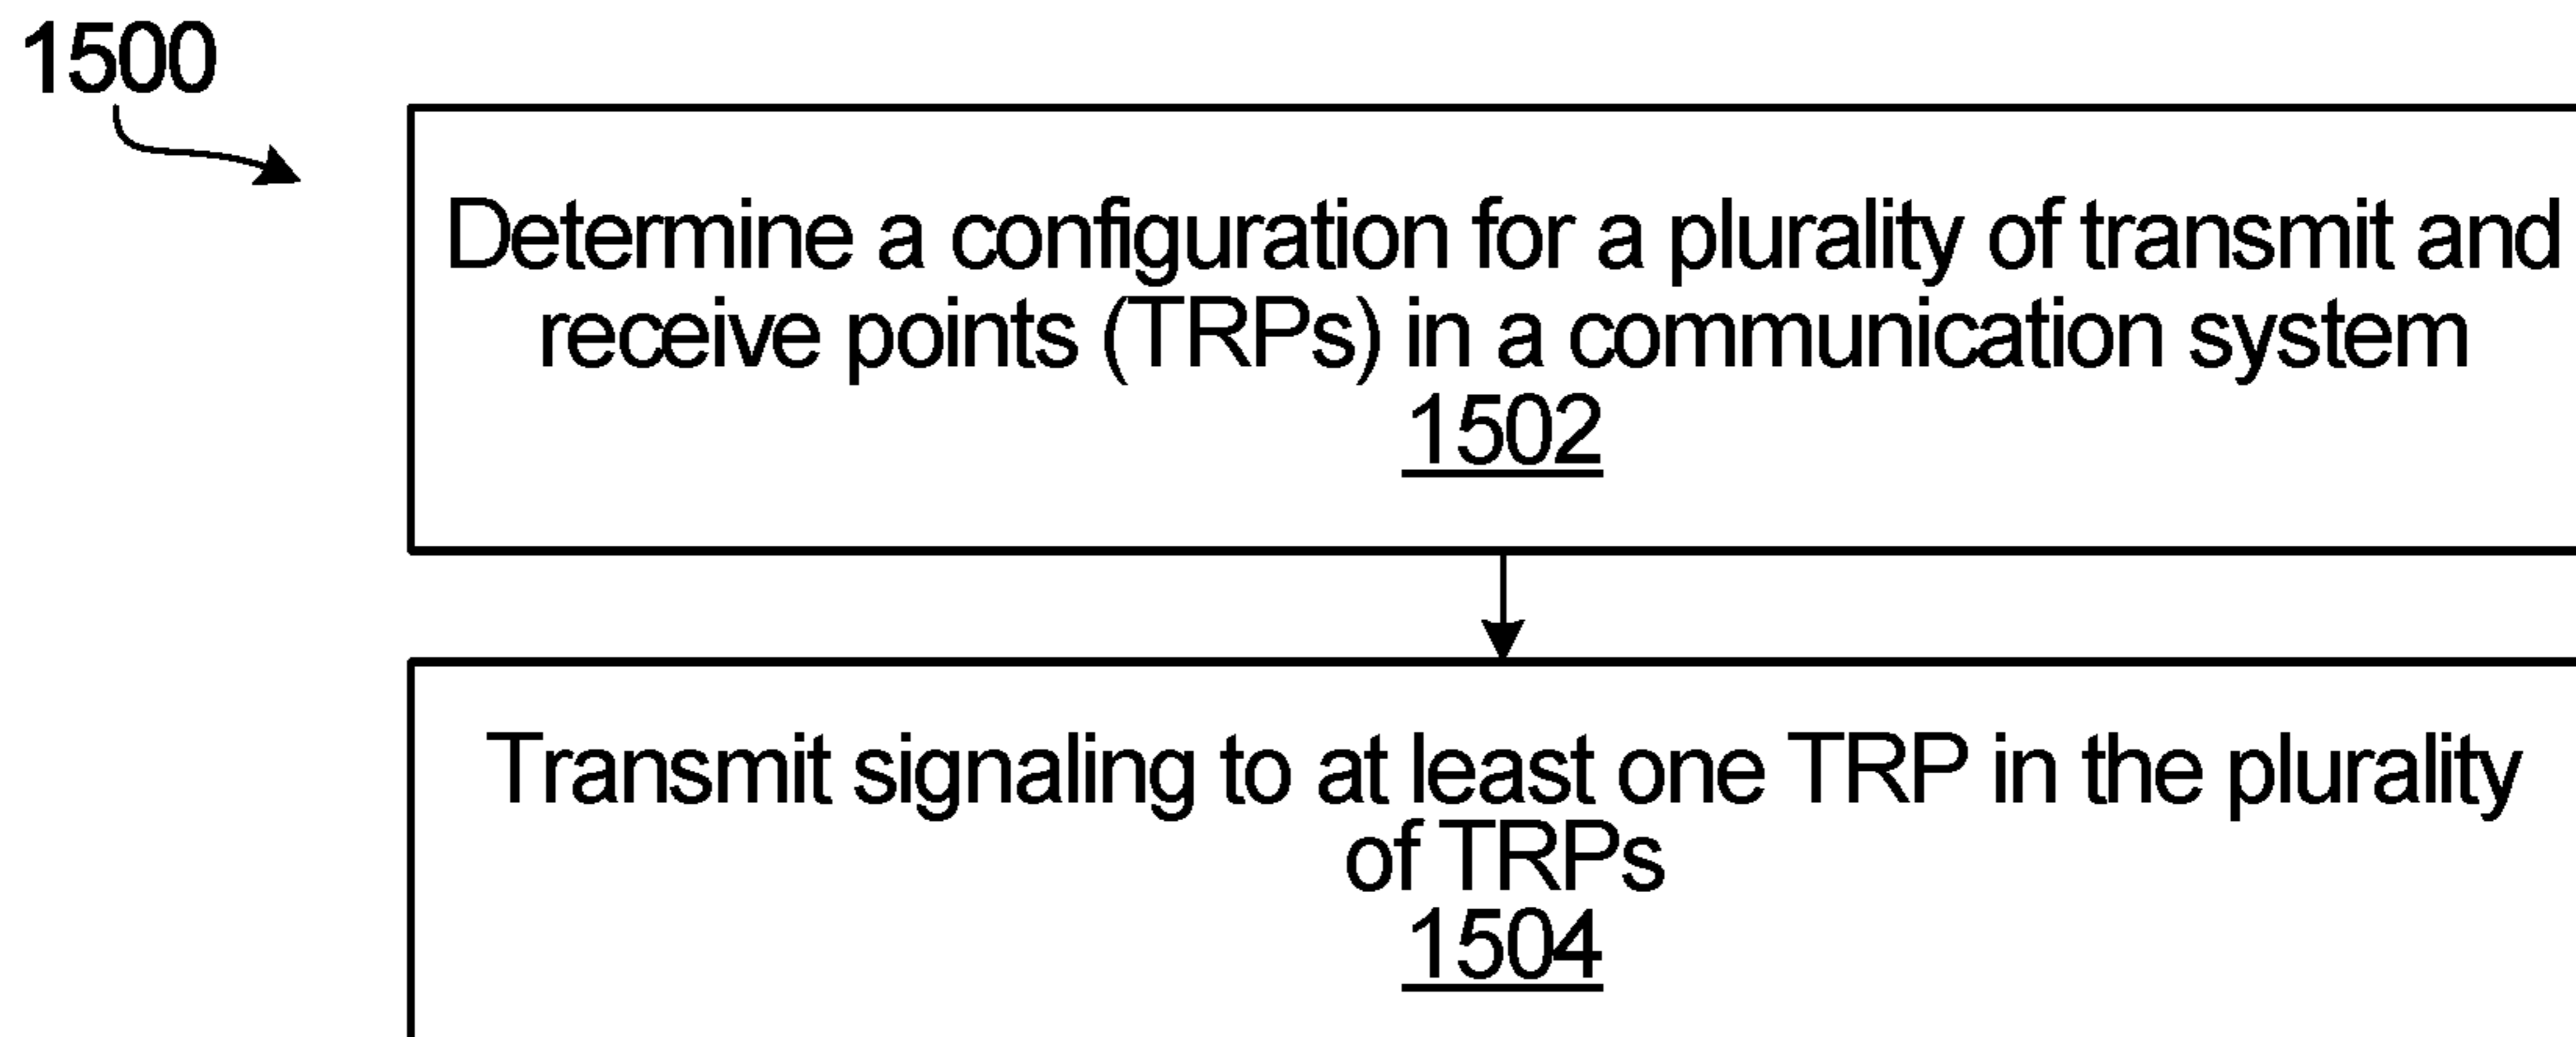 1500
Determine a configuration for a plurality of transmit and
receive points (TRPs) in a communication system
1502
Transmit signaling to at least one TRP in the plurality
of TRPs
1504